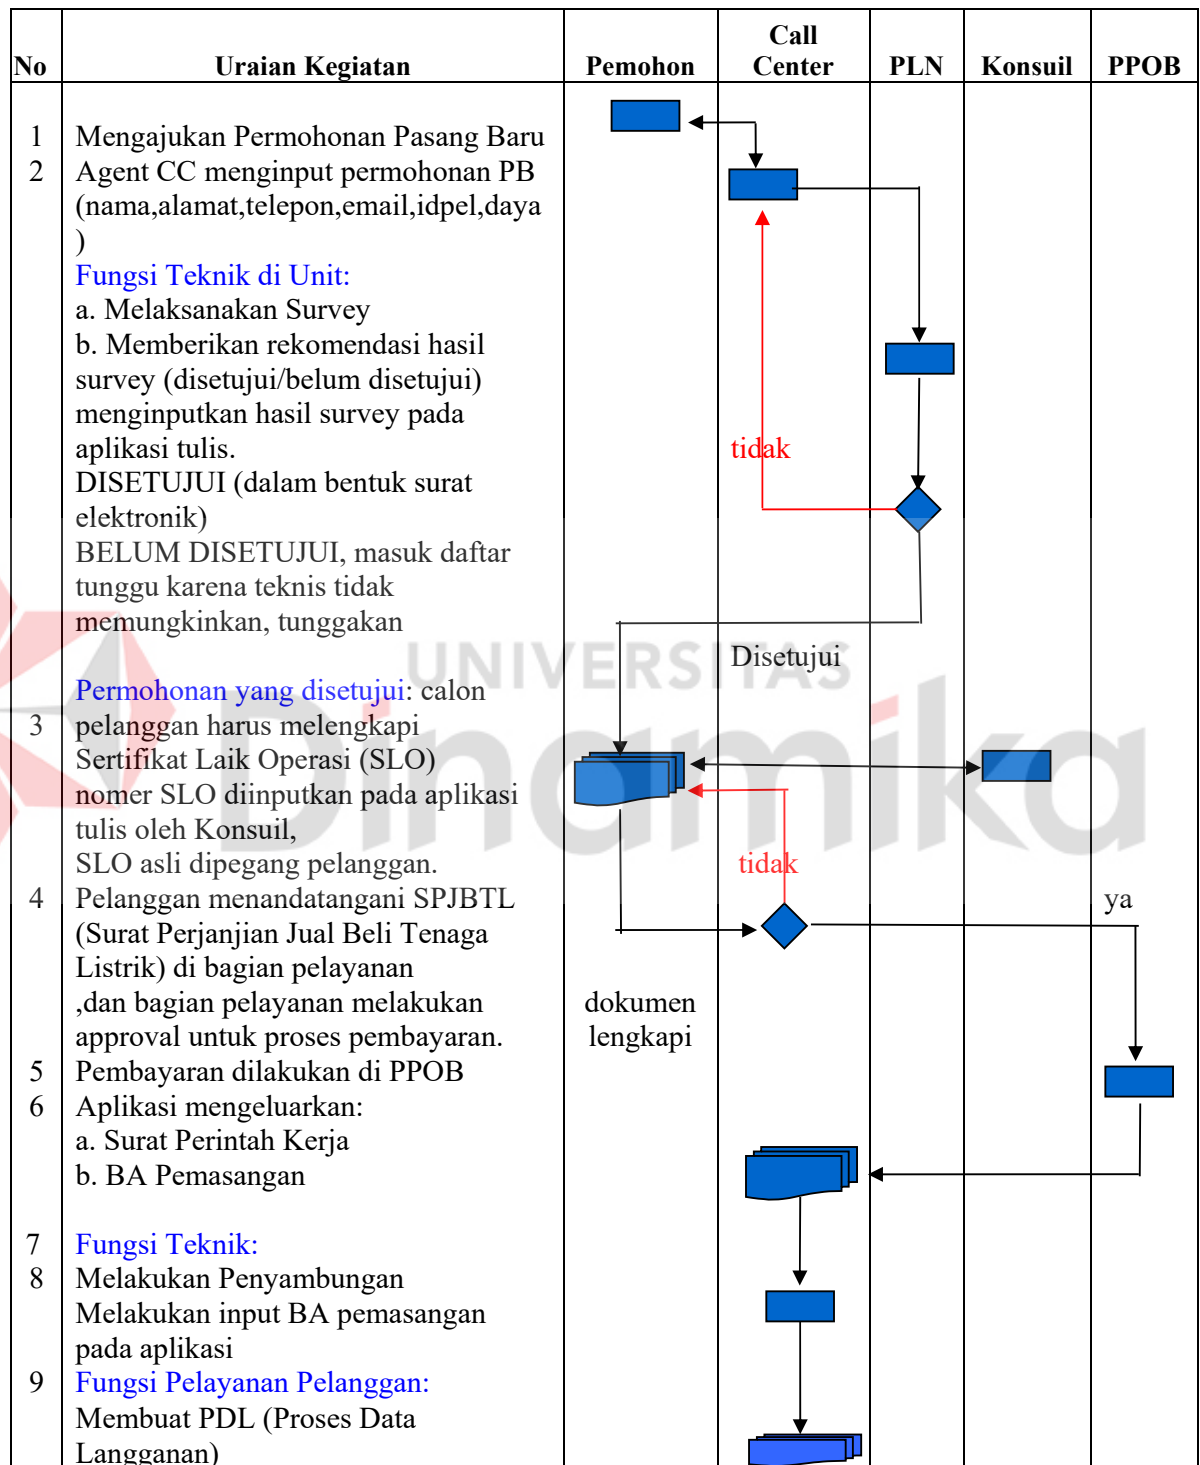 No Uraian Kegiatan Pemohon Call Center PLN Konsuil PPOB
1 Mengajukan Permohonan Pasang Baru
2 Agent CC menginput permohonan PB
(nama,alamat,telepon,email,idpel,daya
)
Fungsi Teknik di Unit:
a. Melaksanakan Survey
b. Memberikan rekomendasi hasil
survey (disetujui/belum disetujui)
menginputkan hasil survey pada
aplikasi tulis.
tidak
DISETUJUI (dalam bentuk surat
elektronik)
BELUM DISETUJUI, masuk daftar
tunggu karena teknis tidak
memungkinkan, tunggakan
Disetujui
UNIVERSITAS
Dinamika
Permohonan yang disetujui: calon
3 pelanggan harus melengkapi
Sertifikat Laik Operasi (SLO)
nomer SLO diinputkan pada aplikasi
tulis oleh Konsuil,
SLO asli dipegang pelanggan.
tidak
4 Pelanggan menandatangani SPJBTL
ya
(Surat Perjanjian Jual Beli Tenaga
Listrik) di bagian pelayanan
,dan bagian pelayanan melakukan
approval untuk proses pembayaran.
dokumen
lengkapi
5 Pembayaran dilakukan di PPOB
6 Aplikasi mengeluarkan:
a. Surat Perintah Kerja
b. BA Pemasangan
7 Fungsi Teknik:
8 Melakukan Penyambungan
Melakukan input BA pemasangan
pada aplikasi
9 Fungsi Pelayanan Pelanggan:
Membuat PDL (Proses Data
Langganan)